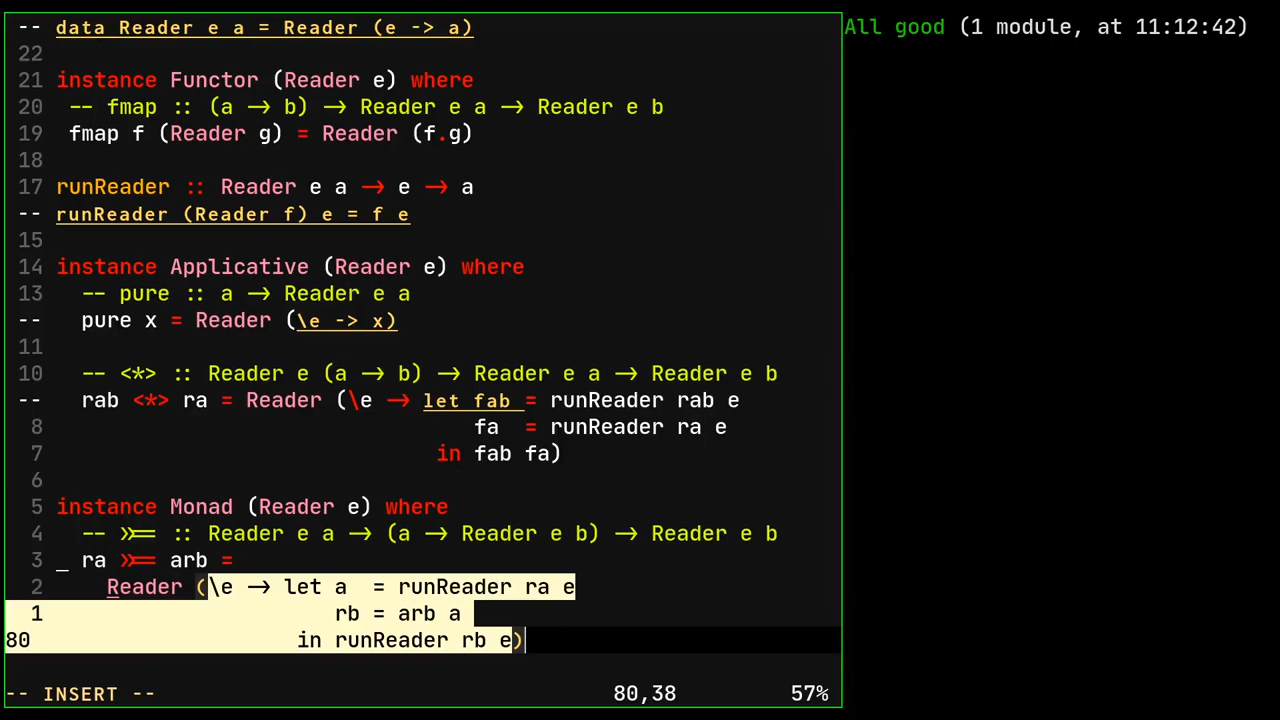 -- data Reader e a = Reader (e -> a)
22
21 instance Functor (Reader e) where
20 -- fmap :: (a -> b) -> Reader e a -> Reader e b
19 fmap f (Reader g) = Reader (f.g)
18
17 runReader :: Reader e a -> e -> a
-- runReader (Reader f) e = f e
15
14 instance Applicative (Reader e) where
13 -- pure :: a -> Reader e a
-- pure x = Reader (\e -> x)
11
10 -- <*> :: Reader e (a -> b) -> Reader e a -> Reader e b
-- rab <*> ra = Reader (\e -> let fab = runReader rab e
8 fa = runReader ra e
7 in fab fa)
6
5 instance Monad (Reader e) where
4 -- >>= :: Reader e a -> (a -> Reader e b) -> Reader e b
3 _ ra >>= arb =
2 Reader (\e -> let a = runReader ra e
1 rb = arb a
80 in runReader rb e)
-- INSERT -- 80,38 57%
All good (1 module, at 11:12:42)